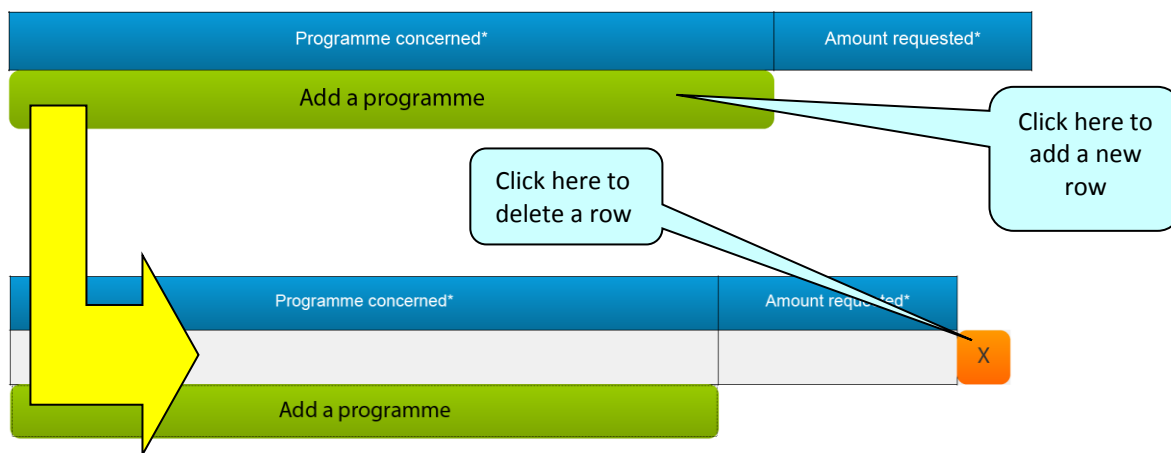 Programme concerned* Amount requested*
Add a programme
Click here to
add a new
row
Click here to
delete a row
Programme concerned* Amount requested*
X
Add a programme